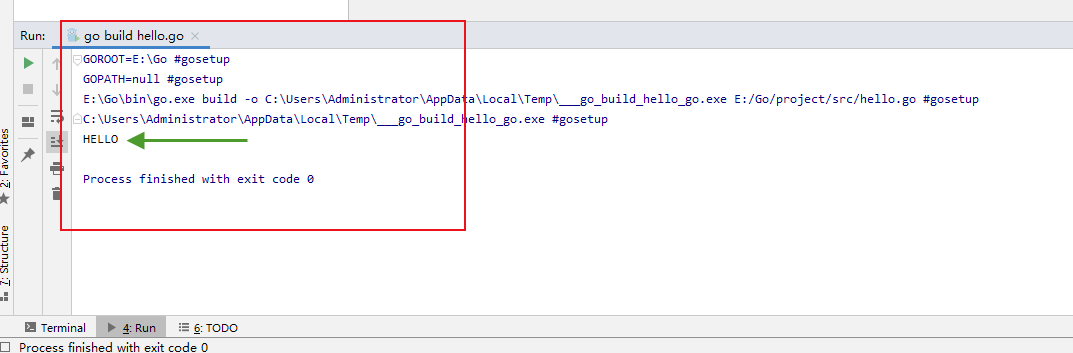 Run:
go build hello.go
GOROOT=E:\Go #gosetup
GOPATH=null #gosetup
E:\Go\bin\go.exe build -o C:\Users\Administrator\AppData\Local\Temp\___go_build_hello_go.exe E:/Go/project/src/hello.go #gosetup
C:\Users\Administrator\AppData\Local\Temp\___go_build_hello_go.exe #gosetup
HELLO
Process finished with exit code 0
2: Favorites
7: Structure
Terminal
4: Run
6: TODO
Process finished with exit code 0